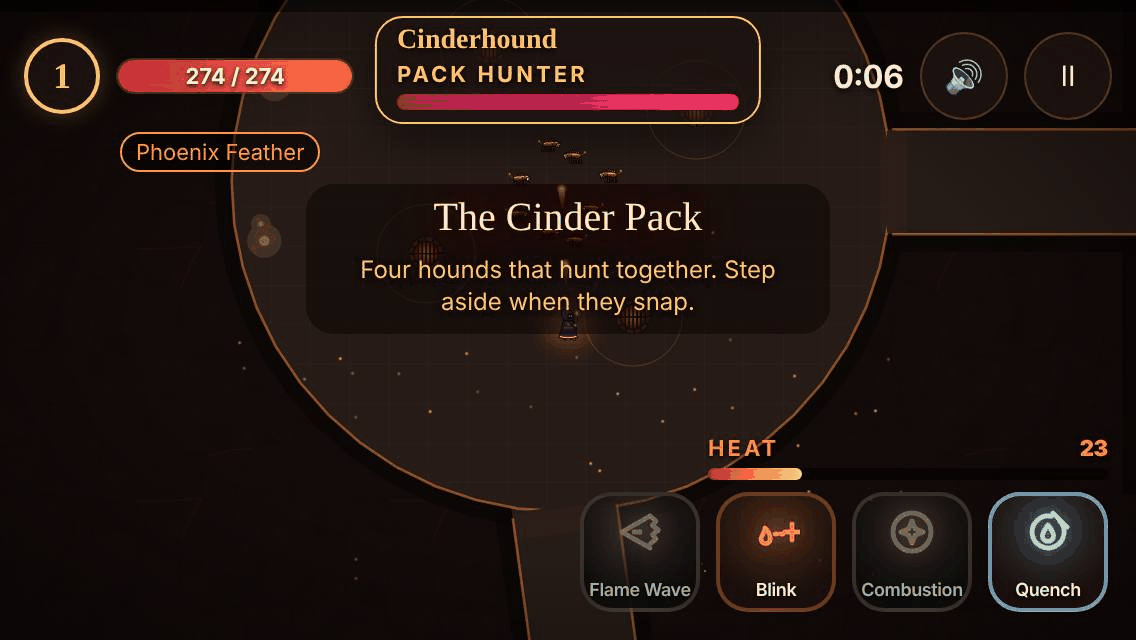 1
274 / 274
Cinderhound
PACK HUNTER
0:06
Phoenix Feather
The Cinder Pack
Four hounds that hunt together. Step
aside when they snap.
HEAT 23
Flame Wave
Blink
Combustion
Quench